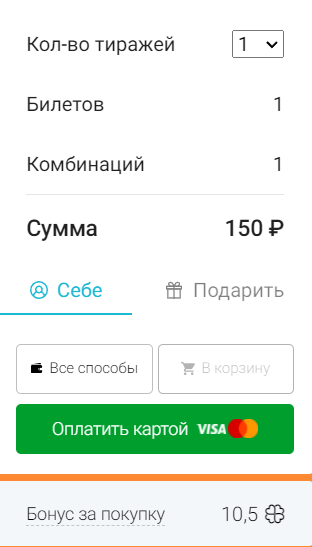 Кол-во тиражей 1
Билетов 1
Комбинаций 1
Сумма 150 ₽
Себе Подарить
Все способы В корзину
Оплатить картой VISA
Бонус за покупку 10,5